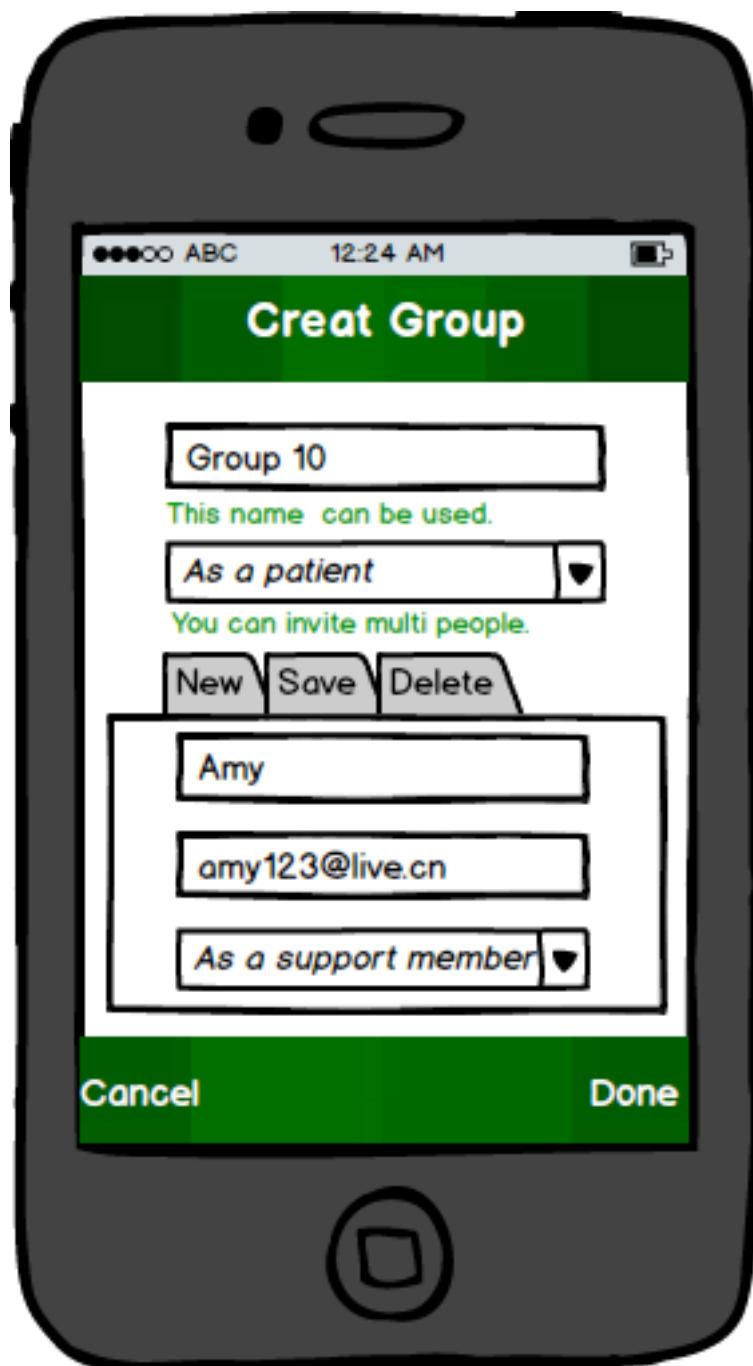 ABC 12:24 AM
Creat Group
Group 10
This name can be used.
As a patient
You can invite multi people.
New Save Delete
Amy
amy123@live.cn
As a support member
Cancel Done